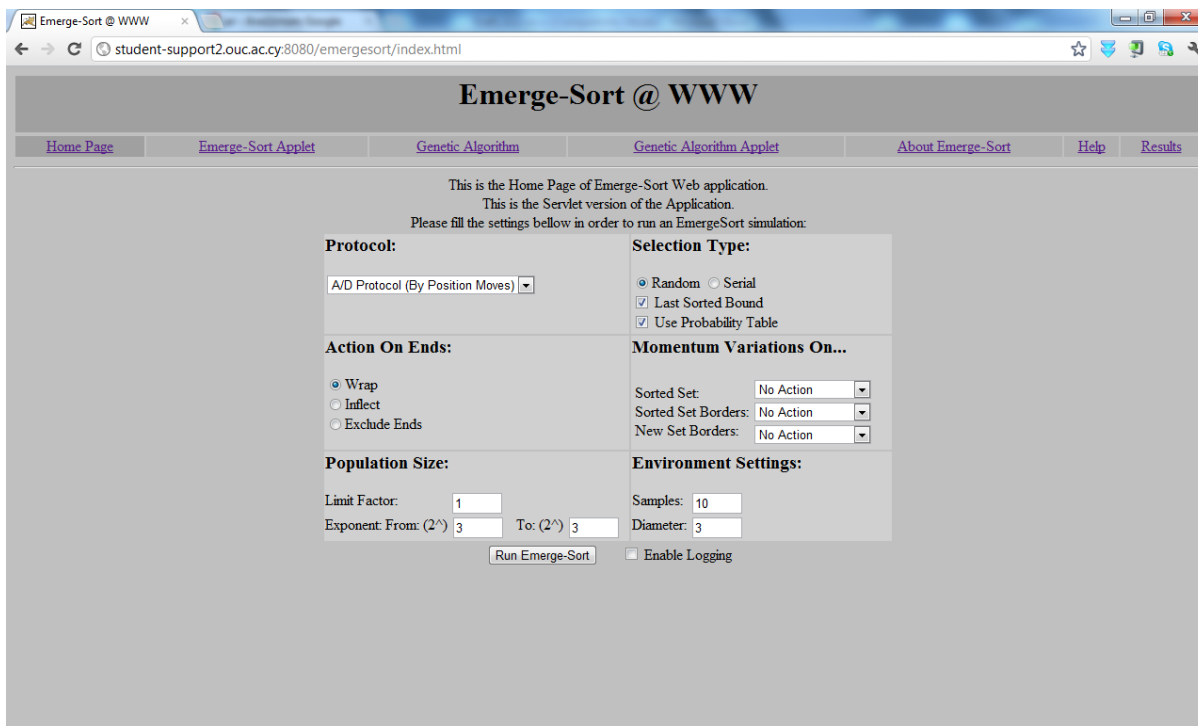 Emerge-Sort @ WWW
student-support2.ouc.ac.cy:8080/emergesort/index.html
Emerge-Sort @ WWW
Home Page Emerge-Sort Applet Genetic Algorithm Genetic Algorithm Applet About Emerge-Sort Help Results
This is the Home Page of Emerge-Sort Web application.
This is the Servlet version of the Application.
Please fill the settings bellow in order to run an EmergeSort simulation:
Protocol:
A/D Protocol (By Position Moves)
Selection Type:
Random Serial
Last Sorted Bound
Use Probability Table
Action On Ends:
Wrap
Inflect
Exclude Ends
Momentum Variations On...
Sorted Set: No Action
Sorted Set Borders: No Action
New Set Borders: No Action
Population Size:
Limit Factor: 1
Exponent: From: (2^) 3 To: (2^) 3
Environment Settings:
Samples: 10
Diameter: 3
Run Emerge-Sort Enable Logging